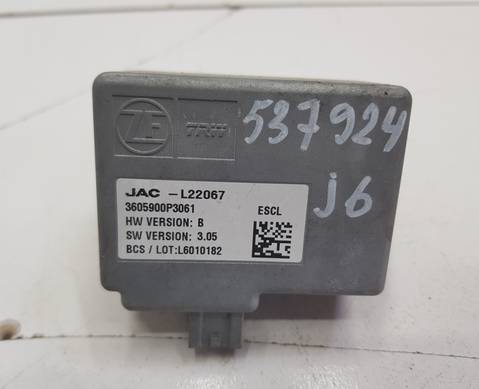 ZF TRW 537924
j6
JAC - L22067
3605900P3061 ESCL
HW VERSION: B
SW VERSION: 3.05
BCS / LOT:L6010182